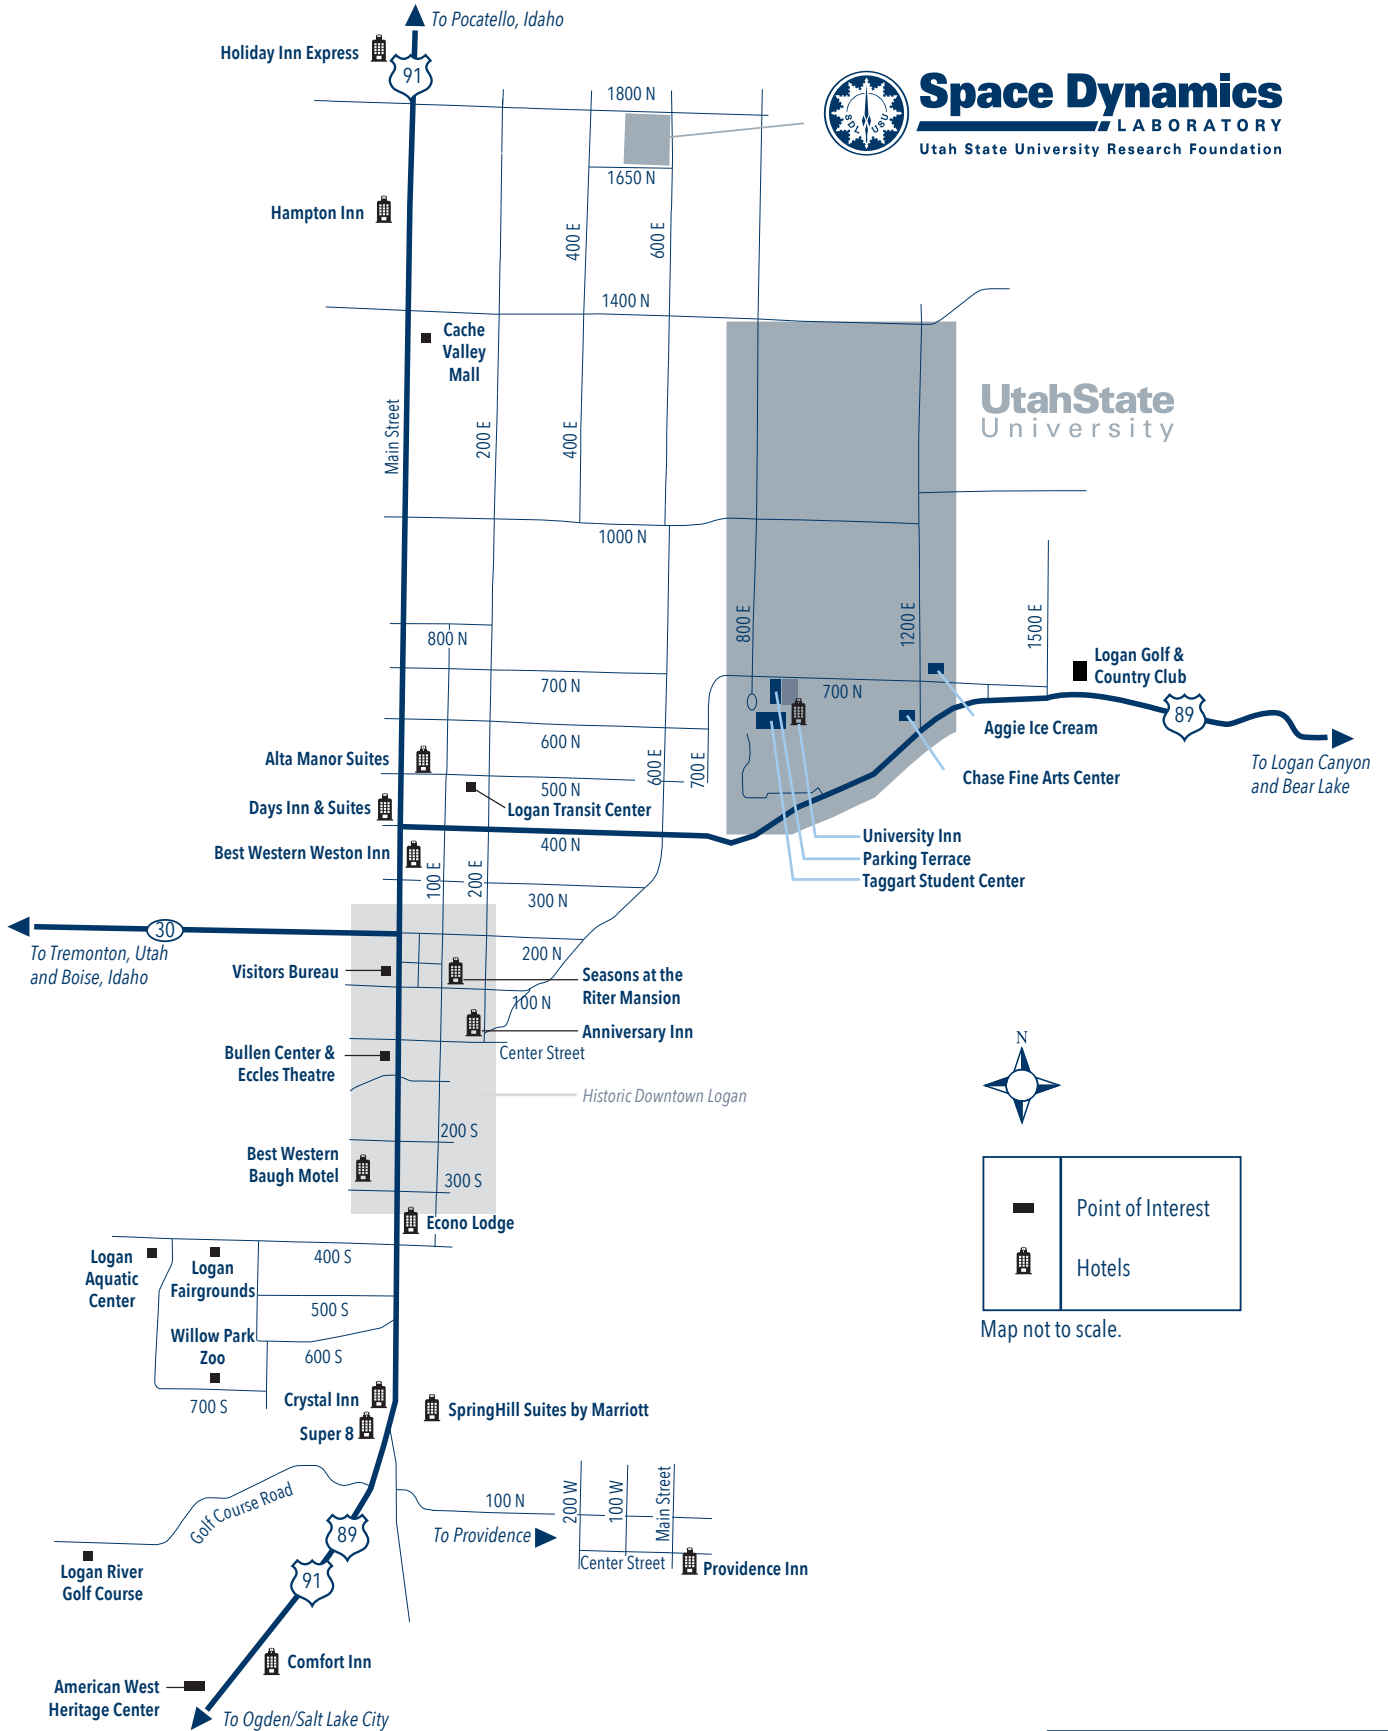 To Pocatello, Idaho
Holiday Inn Express
91
1800 N
Space Dynamics
LABORATORY
Utah State University Research Foundation
SDL USU
1650 N
Hampton Inn
400 E
600 E
1400 N
Cache
Valley
Mall
UtahState
University
Main Street
200 E
400 E
1000 N
800 E
1200 E
1500 E
800 N
Logan Golf &
Country Club
700 N
700 N
89
Aggie Ice Cream
600 N
Alta Manor Suites
600 E
700 E
To Logan Canyon
and Bear Lake
Chase Fine Arts Center
500 N
Days Inn & Suites
Logan Transit Center
University Inn
400 N
Best Western Weston Inn
Parking Terrace
100 E
200 E
Taggart Student Center
300 N
30
To Tremonton, Utah
and Boise, Idaho
200 N
Visitors Bureau
Seasons at the
Riter Mansion
100 N
Anniversary Inn
N
Bullen Center &
Eccles Theatre
Center Street
Historic Downtown Logan
200 S
Best Western
Baugh Motel
300 S
Point of Interest
Econo Lodge
Logan
Aquatic
Center
Logan
Fairgrounds
400 S
Hotels
500 S
Map not to scale.
Willow Park
Zoo
600 S
700 S
Crystal Inn
SpringHill Suites by Marriott
Super 8
Golf Course Road
100 N
200 W
100 W
Main Street
89
To Providence
Center Street
Providence Inn
Logan River
Golf Course
91
Comfort Inn
American West
Heritage Center
To Ogden/Salt Lake City